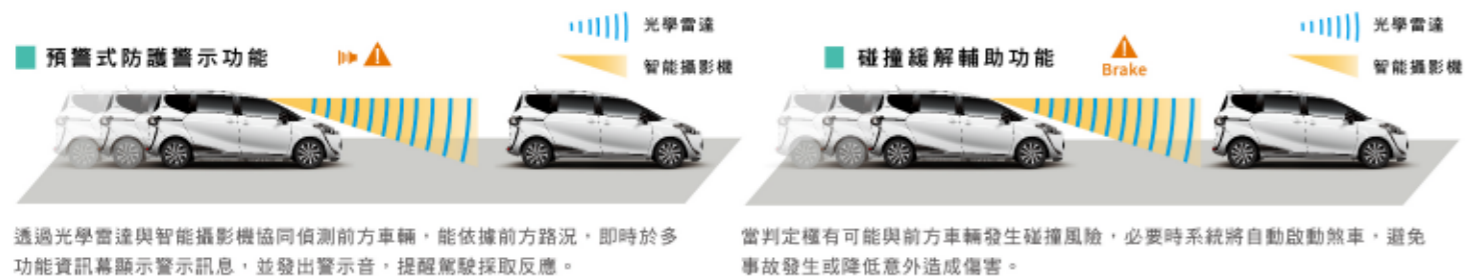 預警式防護警示功能
光學雷達
智能攝影機
透過光學雷達與智能攝影機協同偵測前方車輛，能依據前方路況，即時於多
功能資訊幕顯示警示訊息，並發出警示音，提醒駕駛採取反應。
碰撞緩解輔助功能
Brake
光學雷達
智能攝影機
當判定極有可能與前方車輛發生碰撞風險，必要時系統將自動啟動煞車，避免
事故發生或降低意外造成傷害。